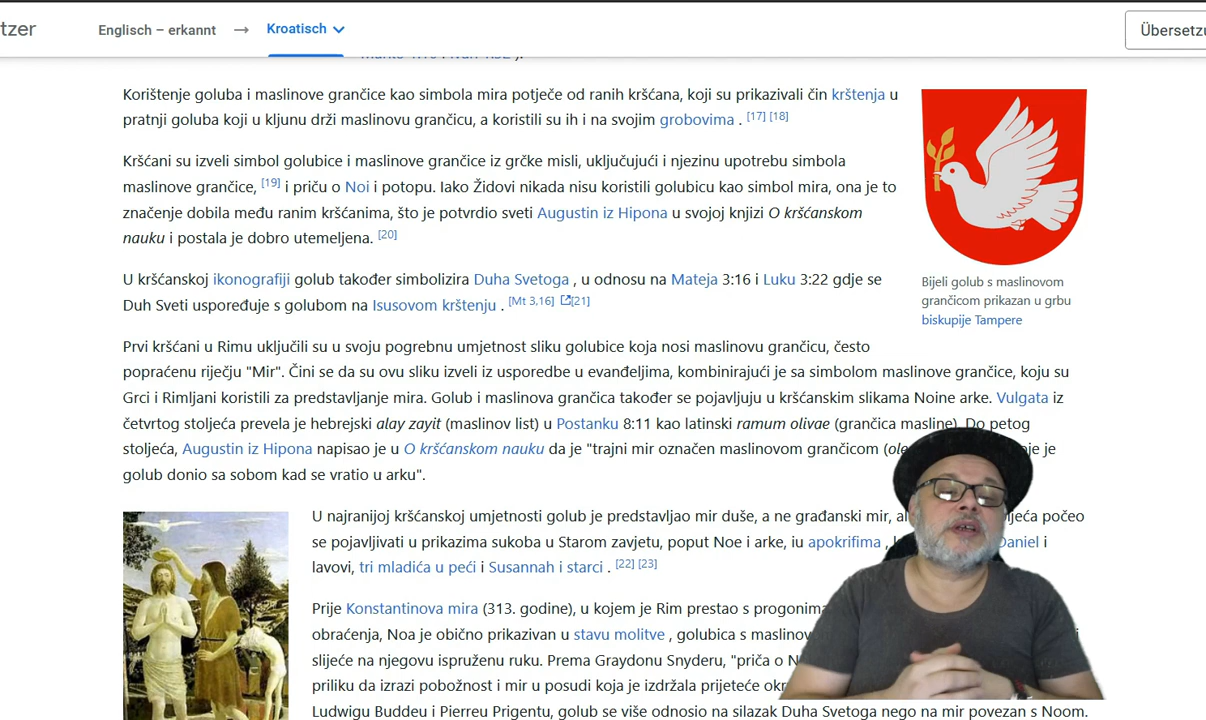 tzer
Englisch – erkannt → Kroatisch
Übersetzu
Korištenje goluba i maslinove grančice kao simbola mira potječe od ranih kršćana, koji su prikazivali čin krštenja u
pratnji goluba koji u kljunu drži maslinovu grančicu, a koristili su ih i na svojim grobovima . [17] [18]
Kršćani su izveli simbol golubice i maslinove grančice iz grčke misli, uključujući i njezinu upotrebu simbola
maslinove grančice, [19] i priču o Noi i potopu. Iako Židovi nikada nisu koristili golubicu kao simbol mira, ona je to
značenje dobila među ranim kršćanima, što je potvrdio sveti Augustin iz Hipona u svojoj knjizi O kršćanskom
nauku i postala je dobro utemeljena. [20]
U kršćanskoj ikonografiji golub također simbolizira Duha Svetoga , u odnosu na Mateja 3:16 i Luku 3:22 gdje se
Duh Sveti uspoređuje s golubom na Isusovom krštenju . [Mt 3,16] [21]
Bijeli golub s maslinovom
grančicom prikazan u grbu
biskupije Tampere
Prvi kršćani u Rimu uključili su u svoju pogrebnu umjetnost sliku golubice koja nosi maslinovu grančicu, često
popraćenu riječju "Mir". Čini se da su ovu sliku izveli iz usporedbe u evanđeljima, kombinirajući je sa simbolom maslinove grančice, koju su
Grci i Rimljani koristili za predstavljanje mira. Golub i maslinova grančica također se pojavljuju u kršćanskim slikama Noine arke. Vulgata iz
četvrtog stoljeća prevela je hebrejski alay zayit (maslinov list) u Postanku 8:11 kao latinski ramum olivae (grančica masline). Do petog
stoljeća, Augustin iz Hipona napisao je u O kršćanskom nauku da je "trajni mir označen maslinovom grančicom (ole je je
golub donio sa sobom kad se vratio u arku".
U najranijoj kršćanskoj umjetnosti golub je predstavljao mir duše, a ne građanski mir, al jeća počeo
se pojavljivati u prikazima sukoba u Starom zavjetu, poput Noe i arke, iu apokrifima , Daniel i
lavovi, tri mladića u peći i Susannah i starci . [22] [23]
Prije Konstantinova mira (313. godine), u kojem je Rim prestao s progonima
obraćenja, Noa je obično prikazivan u stavu molitve , golubica s maslinov i
slijeće na njegovu ispruženu ruku. Prema Graydonu Snyderu, "priča o N
priliku da izrazi pobožnost i mir u posudi koja je izdržala prijeteće okr
Ludwigu Buddeu i Pierreu Prigentu, golub se više odnosio na silazak Duha Svetoga nego na mir povezan s Noom.